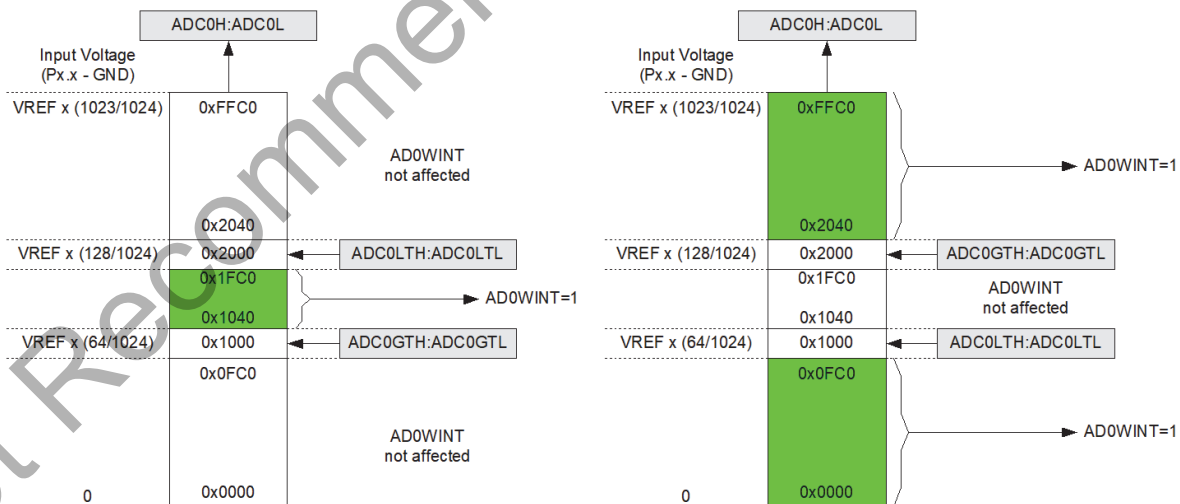 ADC0H:ADC0L
Input Voltage
(Px.x - GND)
VREF x (1023/1024)
0xFFC0
AD0WINT
not affected
0x2040
VREF x (128/1024)
0x2000
ADC0LTH:ADC0LTL
0x1FC0
AD0WINT=1
0x1040
VREF x (64/1024)
0x1000
ADC0GTH:ADC0GTL
0x0FC0
AD0WINT
not affected
0
0x0000
ADC0H:ADC0L
Input Voltage
(Px.x - GND)
VREF x (1023/1024)
0xFFC0
AD0WINT=1
0x2040
VREF x (128/1024)
0x2000
ADC0GTH:ADC0GTL
0x1FC0
AD0WINT
not affected
0x1040
VREF x (64/1024)
0x1000
ADC0LTH:ADC0LTL
0x0FC0
AD0WINT=1
0
0x0000